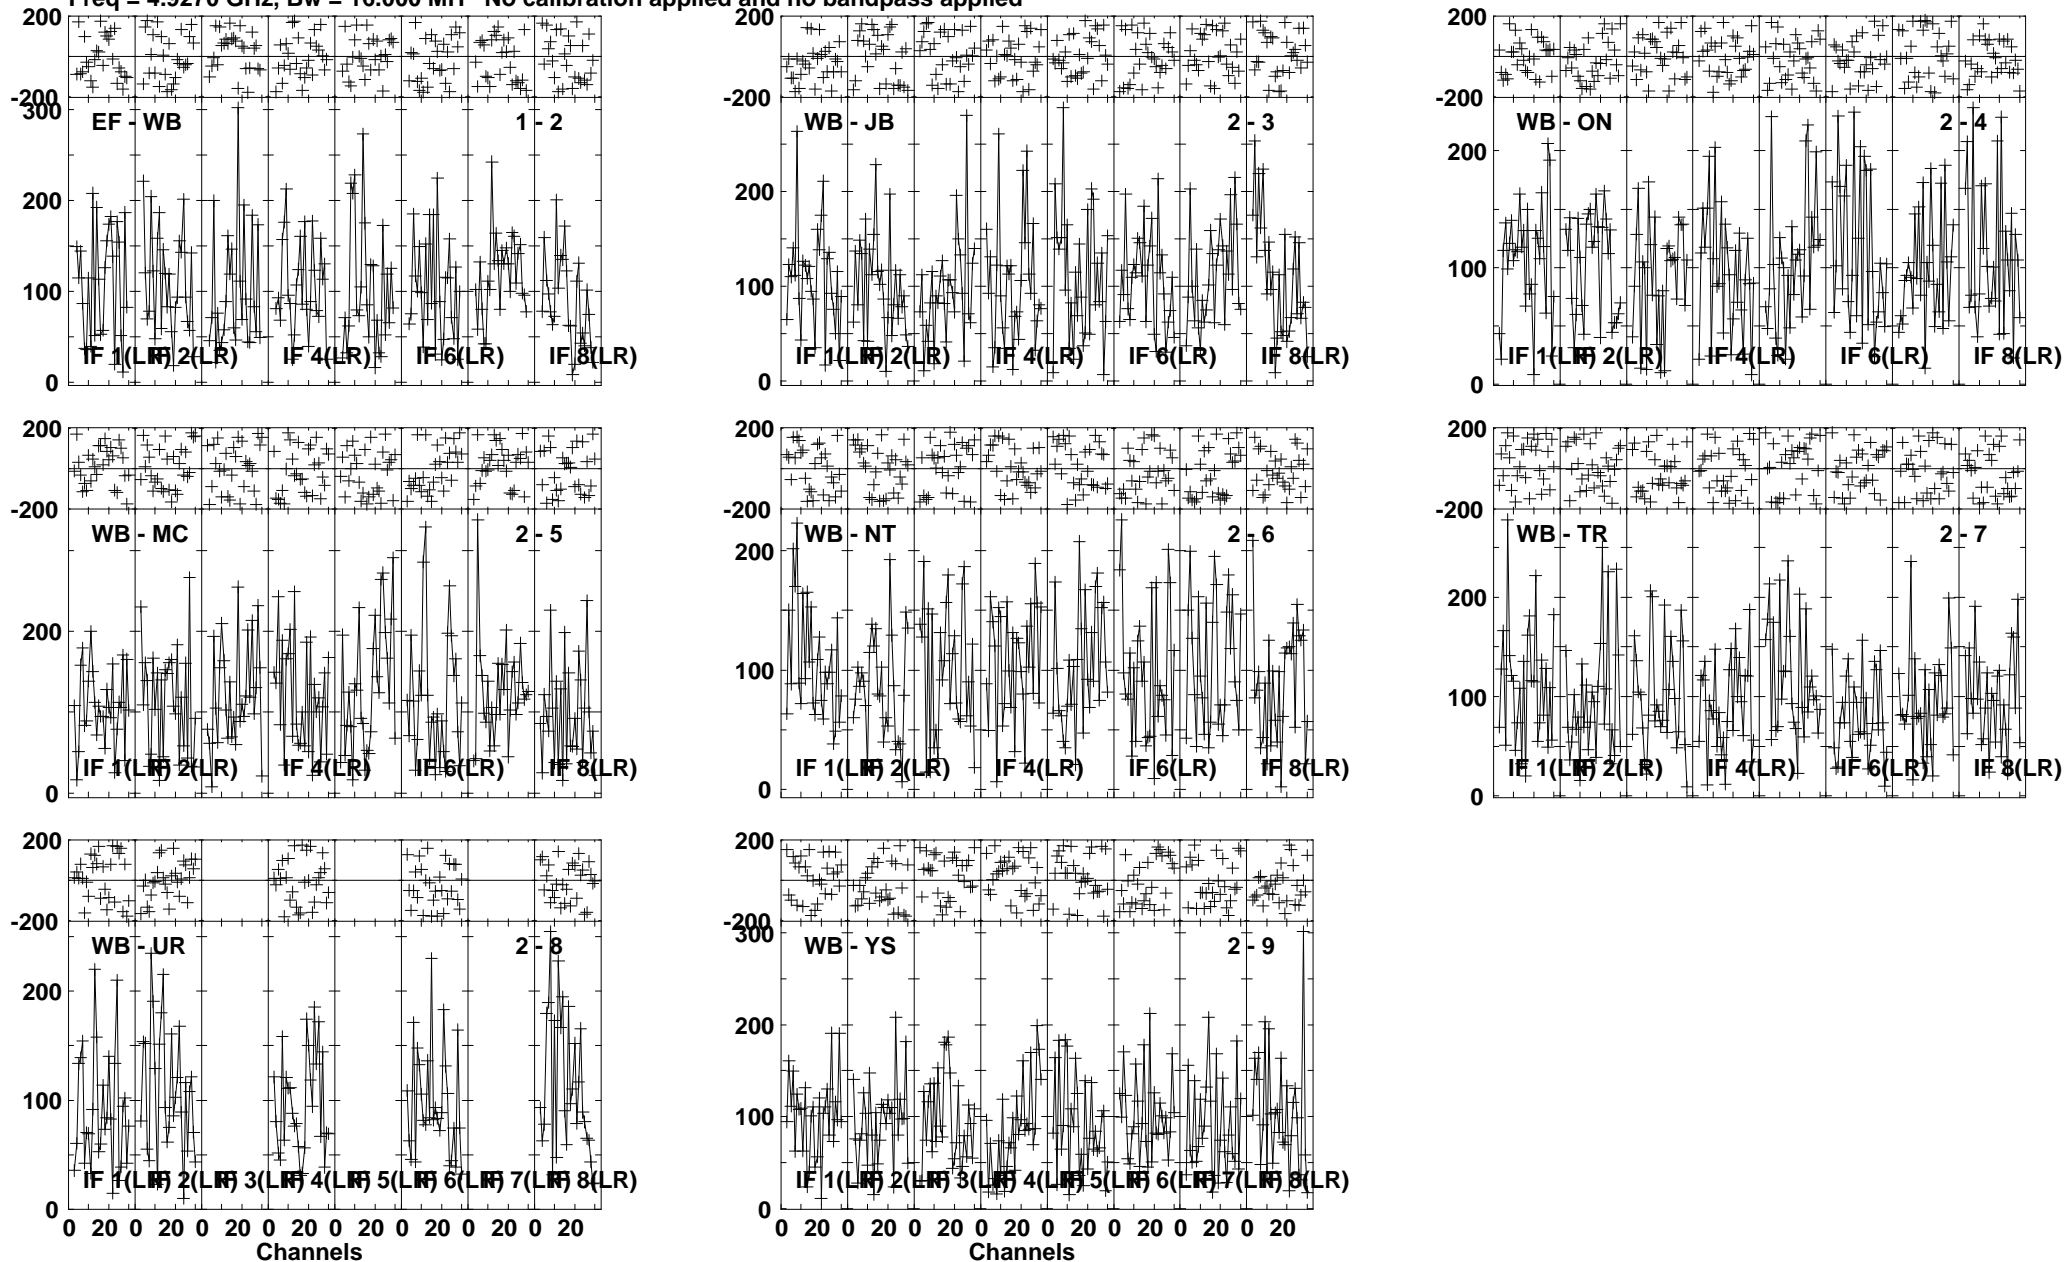 Freq = 4.9276 GHz, Bw = 16.000 MH No calibration applied and no bandpass applied
200 200 200
-200 -200 -200
300
EF - WB 1 - 2 WB - JB 2 - 3 WB - ON 2 - 4
200 200 200
100 100 100
IF 1(LR) IF 2(LR) IF 4(LR) IF 6(LR) IF 8(LR) IF 1(LR) IF 2(LR) IF 4(LR) IF 6(LR) IF 8(LR) IF 1(LR) IF 2(LR) IF 4(LR) IF 6(LR) IF 8(LR)
0 0 0
200 200 200
-200 -200 -200
WB - MC 2 - 5 WB - NT 2 - 6 WB - TR 2 - 7
200 200 200
100 100
IF 1(LR) IF 2(LR) IF 4(LR) IF 6(LR) IF 8(LR) IF 1(LR) IF 2(LR) IF 4(LR) IF 6(LR) IF 8(LR) IF 1(LR) IF 2(LR) IF 4(LR) IF 6(LR) IF 8(LR)
0 0 0
200 200
-200 -200
300
WB - UR 2 - 8 WB - YS 2 - 9
200 200
100 100
IF 1(LR) IF 2(LR) IF 3(LR) IF 4(LR) IF 5(LR) IF 6(LR) IF 7(LR) IF 8(LR) IF 1(LR) IF 2(LR) IF 3(LR) IF 4(LR) IF 5(LR) IF 6(LR) IF 7(LR) IF 8(LR)
0 0
0 20 0 20 0 20 0 20 0 20 0 20 0 20 0 20 0 20 0 20 0 20 0 20 0 20 0 20 0 20 0 20
Channels Channels